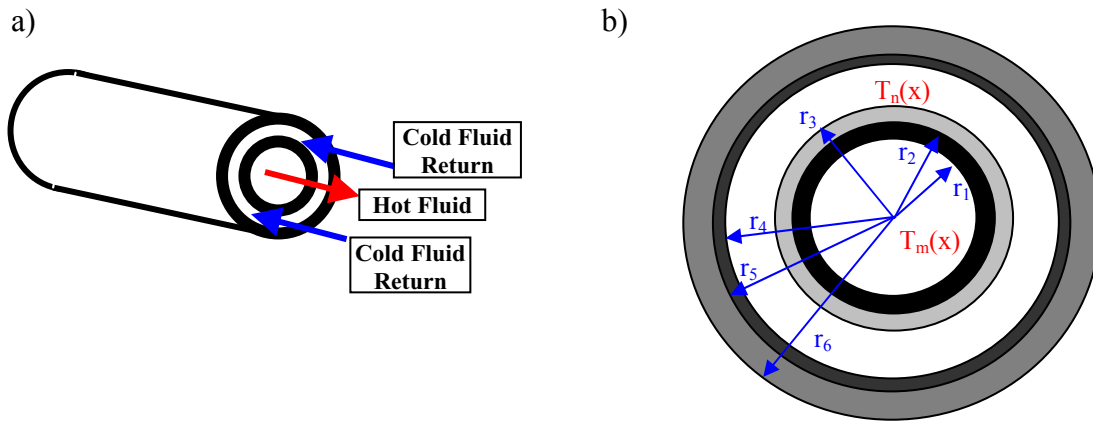 a)
Cold Fluid
Return
Hot Fluid
Cold Fluid
Return
b)
Tn(x)
r3
r2
r1
r4
Tm(x)
r5
r6